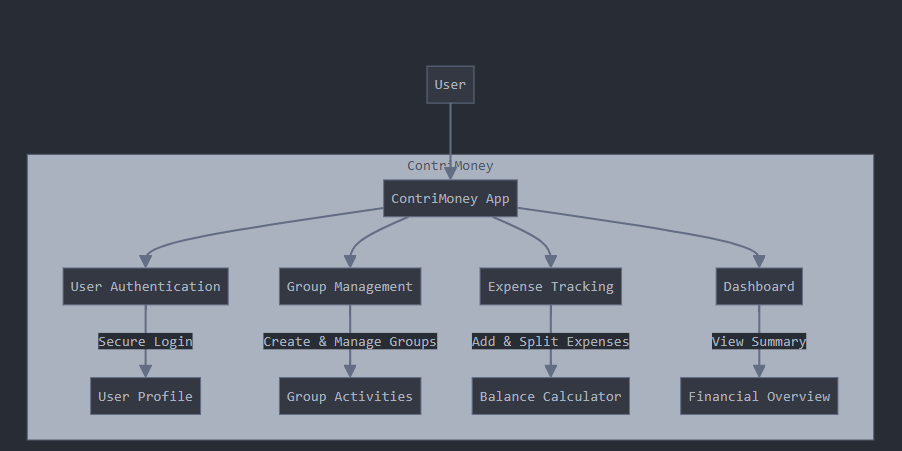 User
ContriMoney
ContriMoney App
User Authentication
Group Management
Expense Tracking
Dashboard
Secure Login
Create & Manage Groups
Add & Split Expenses
View Summary
User Profile
Group Activities
Balance Calculator
Financial Overview